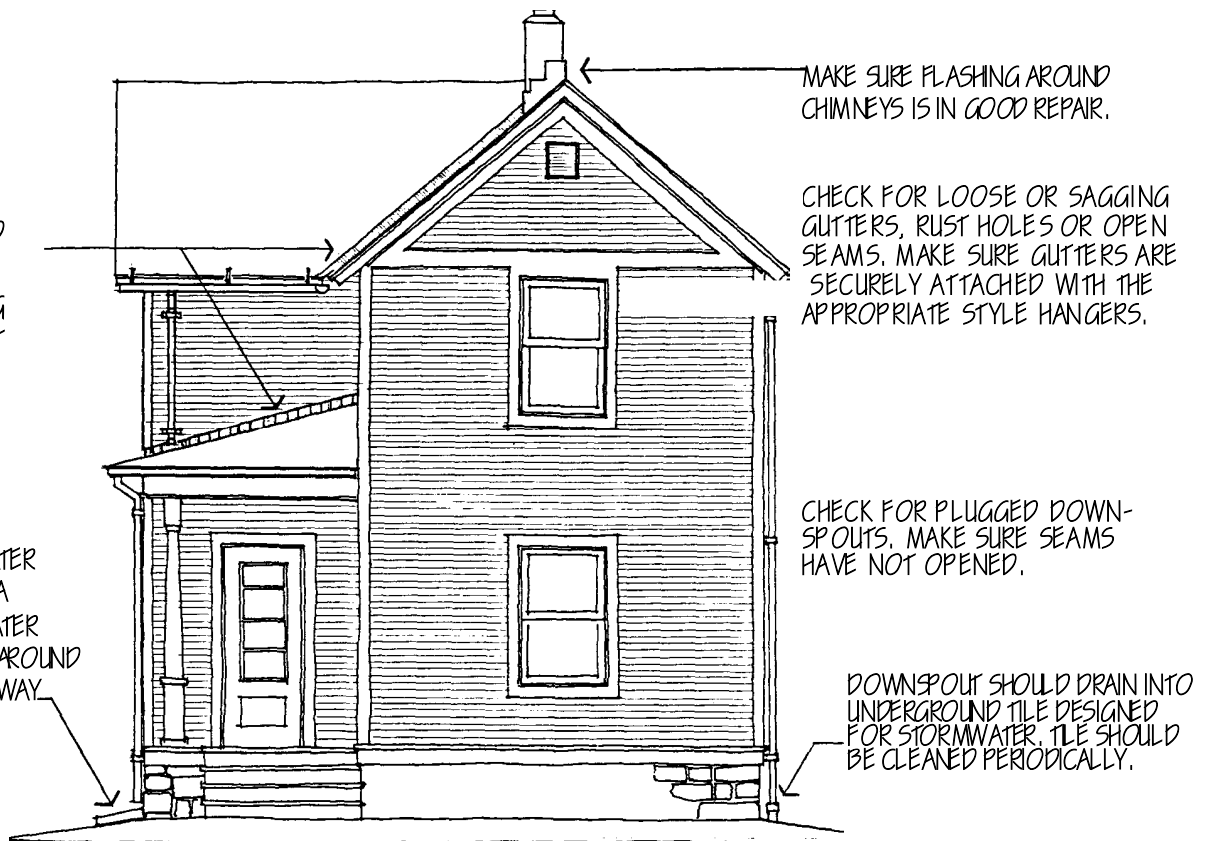 MAKE SURE FLASHING AROUND
CHIMNEYS IS IN GOOD REPAIR.
CHECK FOR LOOSE OR SAGGING
GUTTERS, RUST HOLES OR OPEN
SEAMS. MAKE SURE GUTTERS ARE
SECURELY ATTACHED WITH THE
APPROPRIATE STYLE HANGERS.
CHECK FOR PLUGGED DOWN-
SPOUTS. MAKE SURE SEAMS
HAVE NOT OPENED.
DOWNSPOUT SHOULD DRAIN INTO
UNDERGROUND TILE DESIGNED
FOR STORMWATER. TILE SHOULD
BE CLEANED PERIODICALLY.
TER
A
ATER
AROUND
WAY